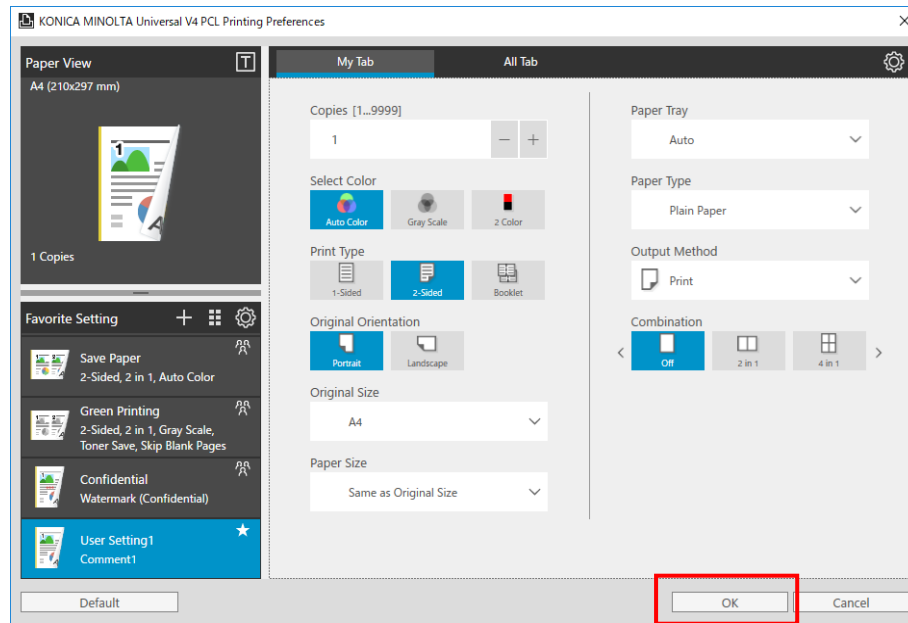 KONICA MINOLTA Universal V4 PCL Printing Preferences
Paper View
T
A4 (210x297 mm)
1
A
1 Copies
Favorite Setting
Save Paper
2-Sided, 2 in 1, Auto Color
Green Printing
2-Sided, 2 in 1, Gray Scale,
Toner Save, Skip Blank Pages
Confidential
Watermark (Confidential)
User Setting1
Comment1
Default
My Tab
All Tab
Copies [1...9999]
1
Select Color
Auto Color
Gray Scale
2 Color
Print Type
1-Sided
2-Sided
Booklet
Original Orientation
Portrait
Landscape
Original Size
A4
Paper Size
Same as Original Size
Paper Tray
Auto
Paper Type
Plain Paper
Output Method
Print
Combination
Off
2 in 1
4 in 1
OK
Cancel